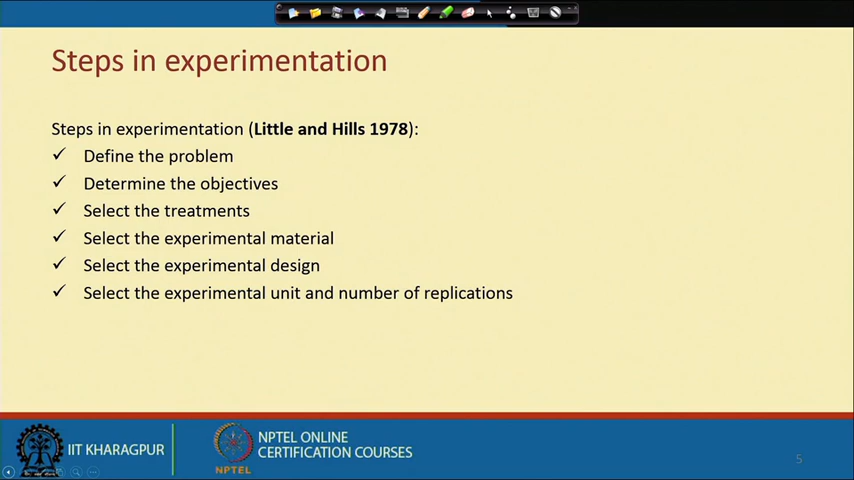 Steps in experimentation
Steps in experimentation (Little and Hills 1978):
✓ Define the problem
✓ Determine the objectives
✓ Select the treatments
✓ Select the experimental material
✓ Select the experimental design
✓ Select the experimental unit and number of replications
IIT KHARAGPUR
NPTEL
NPTEL ONLINE
CERTIFICATION COURSES
5